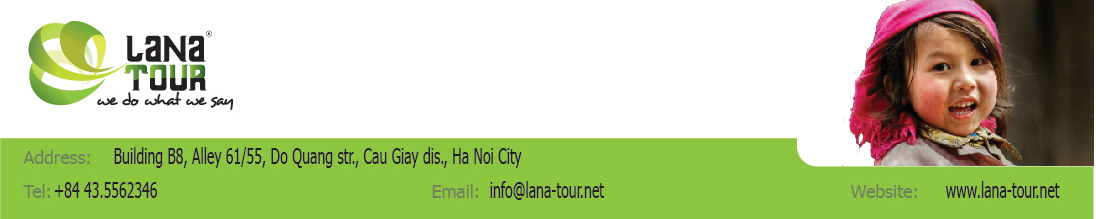 LANA®
TOUR
we do what we say
Address: Building B8, Alley 61/55, Do Quang str., Cau Giay dis., Ha Noi City
Tel: +84 43.5562346 Email: info@lana-tour.net Website: www.lana-tour.net